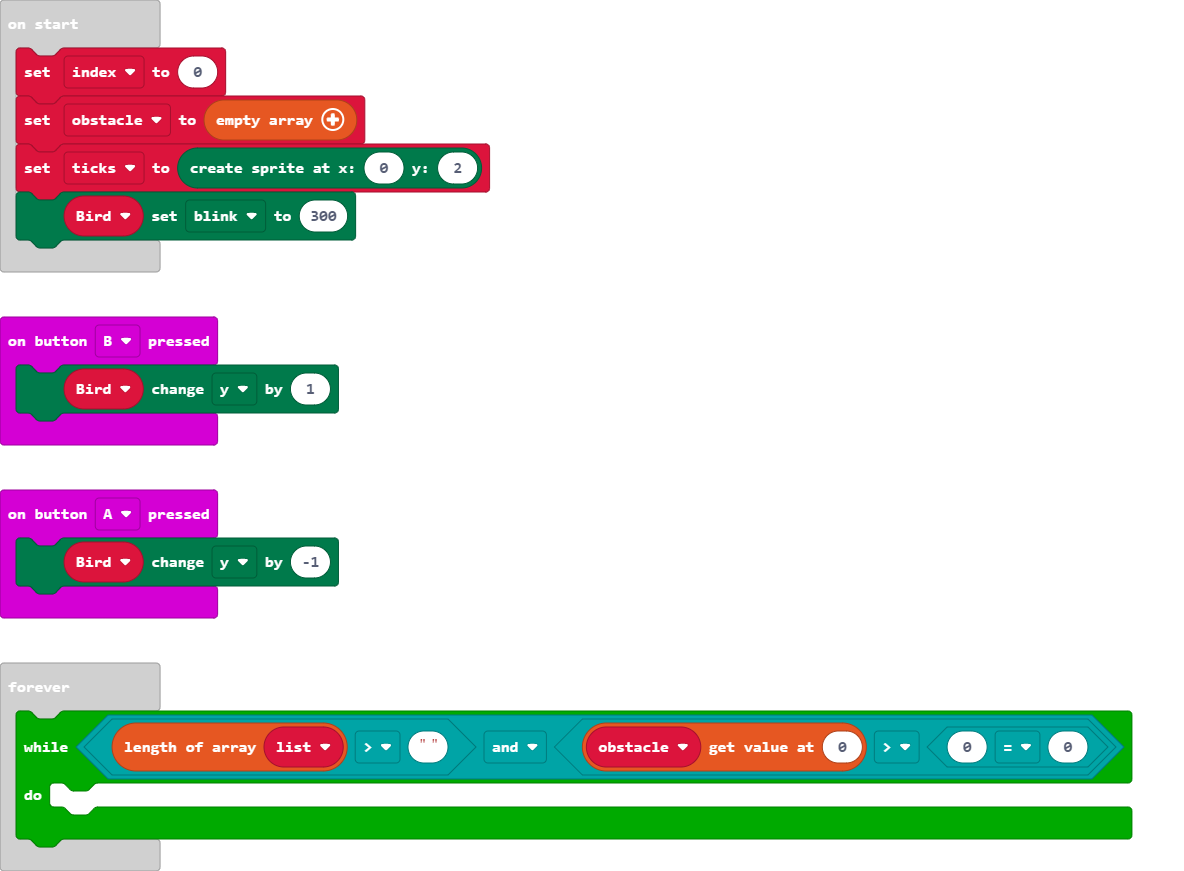 on start
set index to 0
set obstacle to empty array
set ticks to create sprite at x: 0 y: 2
Bird set blink to 300
on button B pressed
Bird change y by 1
on button A pressed
Bird change y by -1
forever
while length of array list > " " and obstacle get value at 0 > 0 = 0
do